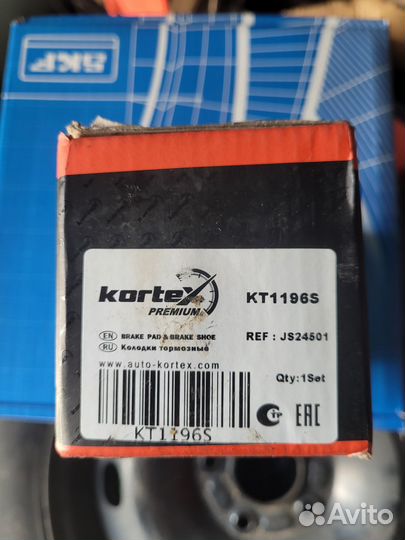 SKF
kortex
PREMIUM
KT1196S
EN BRAKE PAD & BRAKE SHOE
REF : JS24501
RU Колодки тормозные
www.auto-kortex.com
Qty:1Set
KT1196S
EAC
Avito